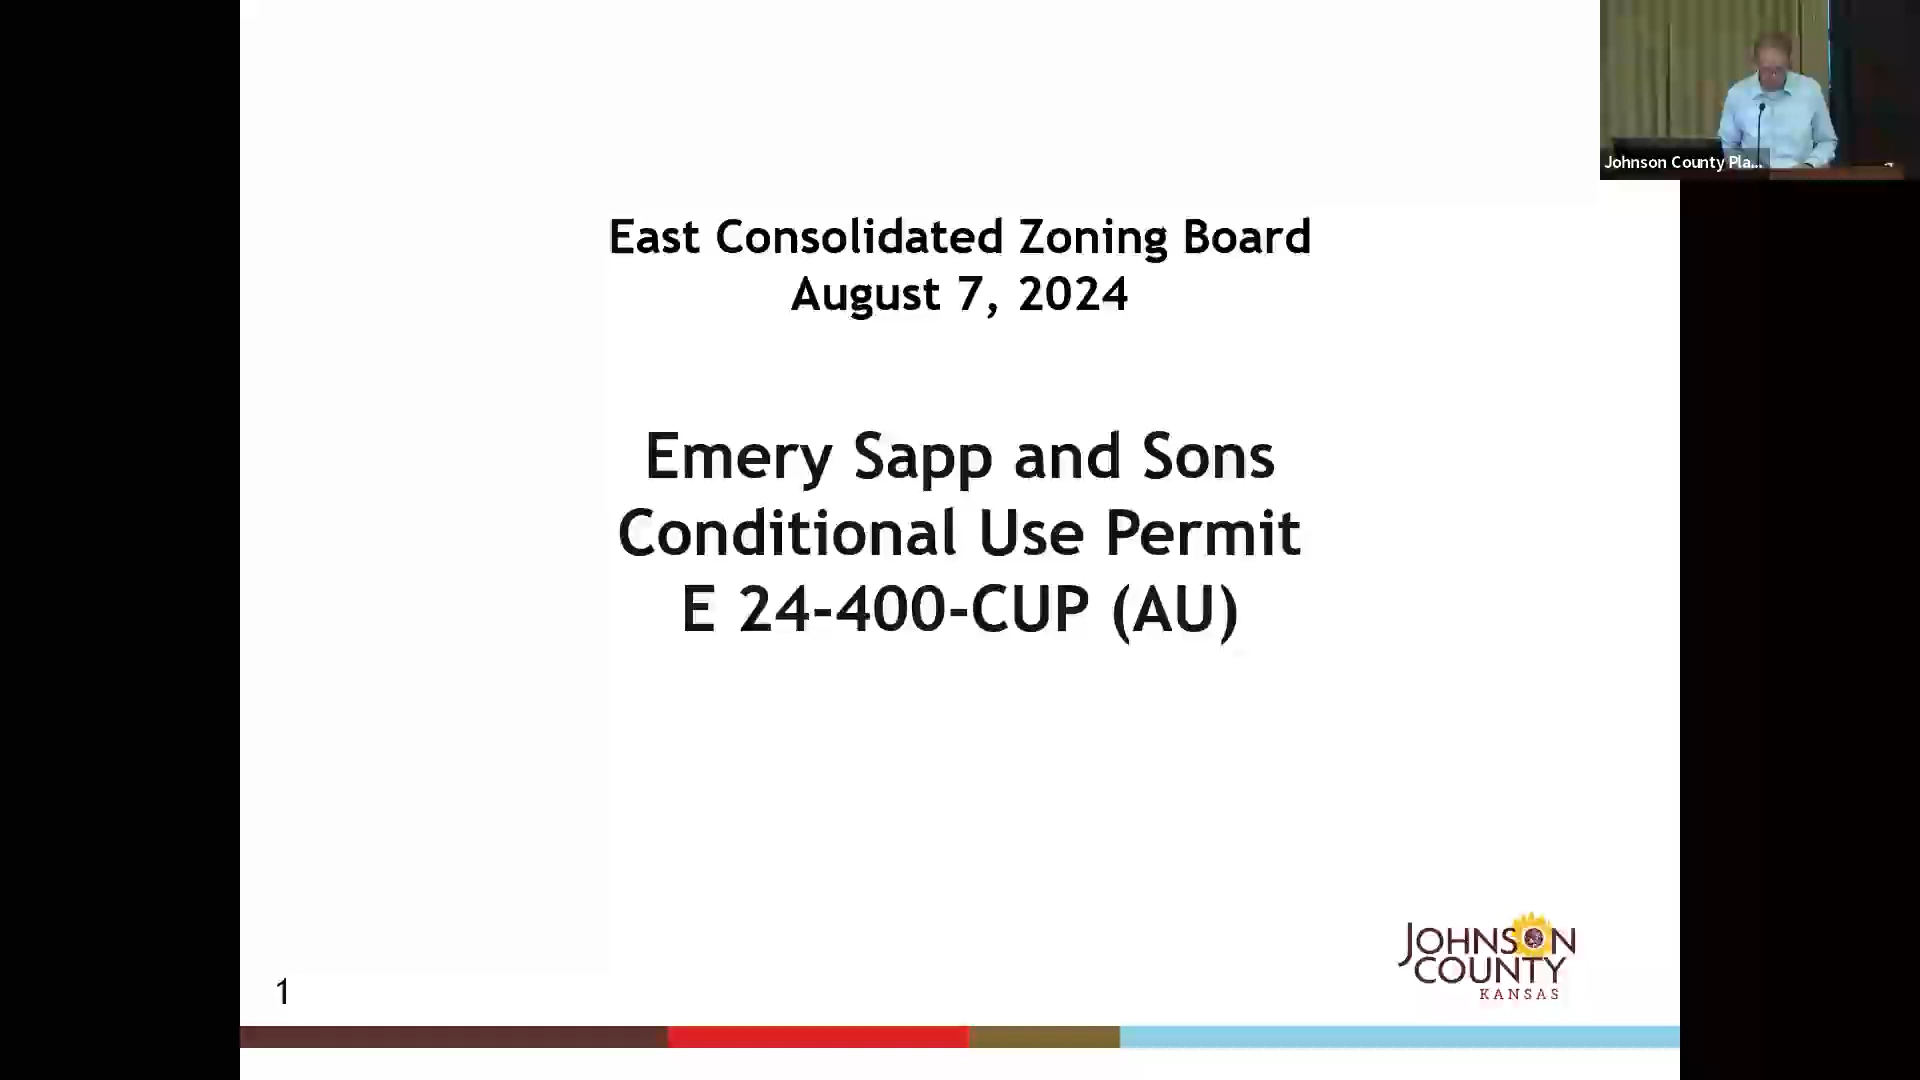 East Consolidated Zoning Board
August 7, 2024
Emery Sapp and Sons
Conditional Use Permit
E 24-400-CUP (AU)
Johnson County Pla...
JOHNSON
COUNTY
KANSAS
1